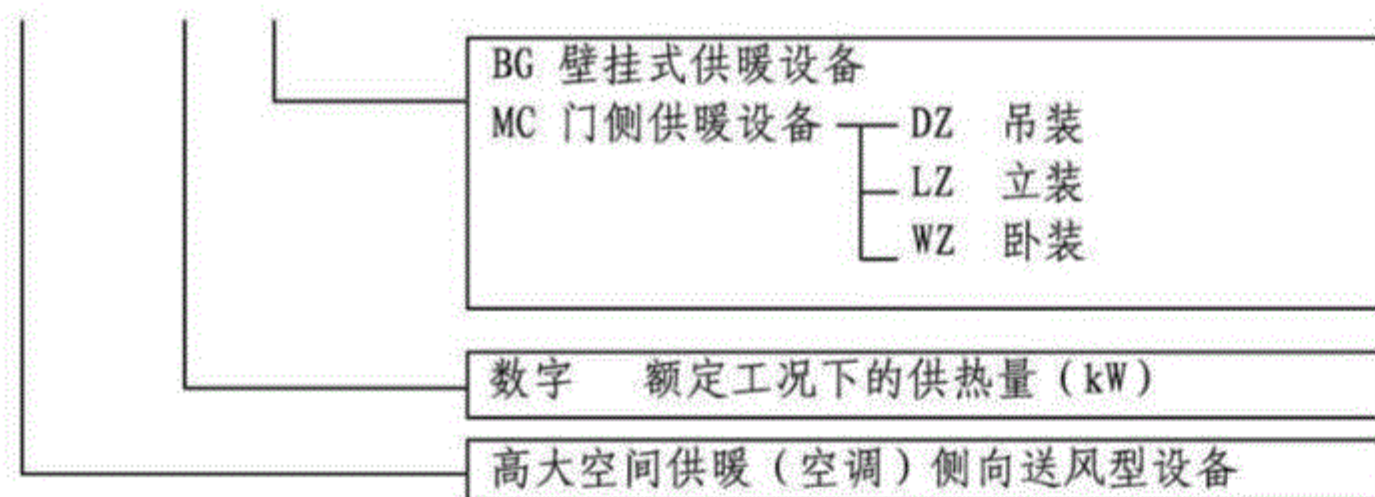 BG 壁挂式供暖设备
MC 门侧供暖设备 DZ 吊装
LZ 立装
WZ 卧装
数字 额定工况下的供热量（kW）
高大空间供暖（空调）侧向送风型设备